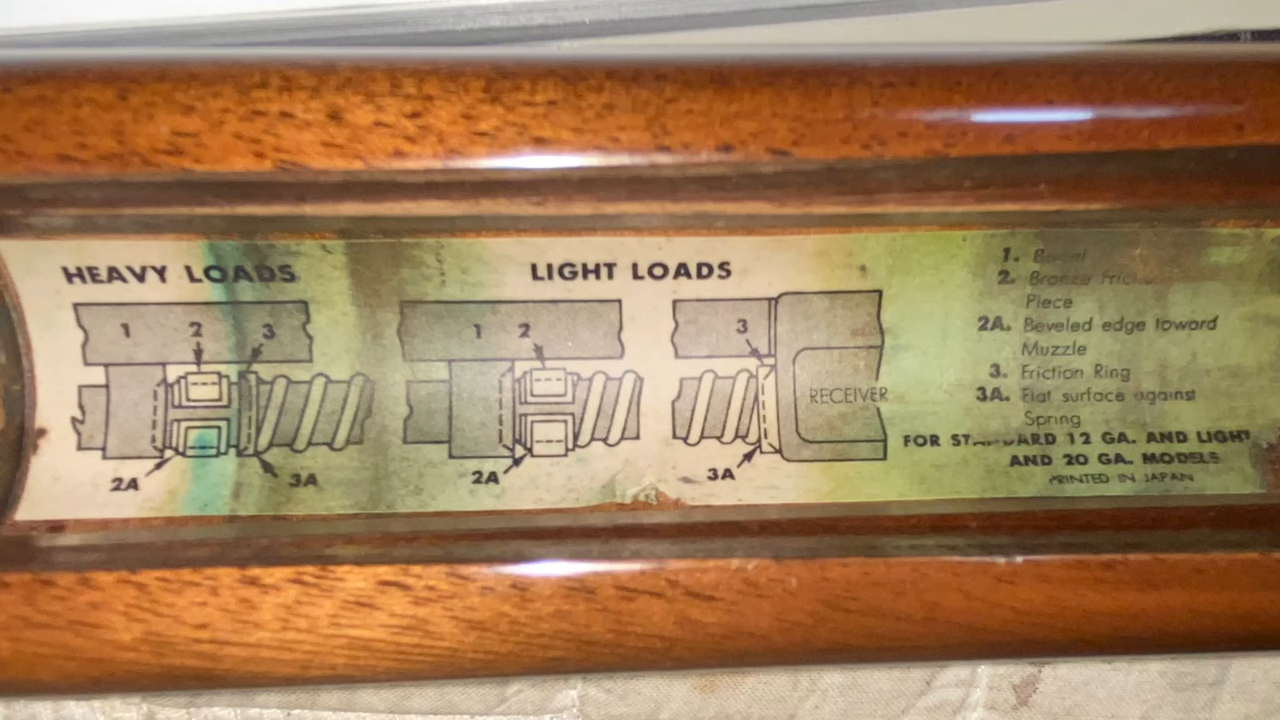 HEAVY LOADS
1 2 3
2A 3A
LIGHT LOADS
1 2
2A
3
RECEIVER
3A
1. Barrel
2. Bronze Friction
Piece
2A. Beveled edge toward
Muzzle
3. Friction Ring
3A. Flat surface against
Spring
FOR STANDARD 12 GA. AND LIGHT
AND 20 GA. MODELS
PRINTED IN JAPAN